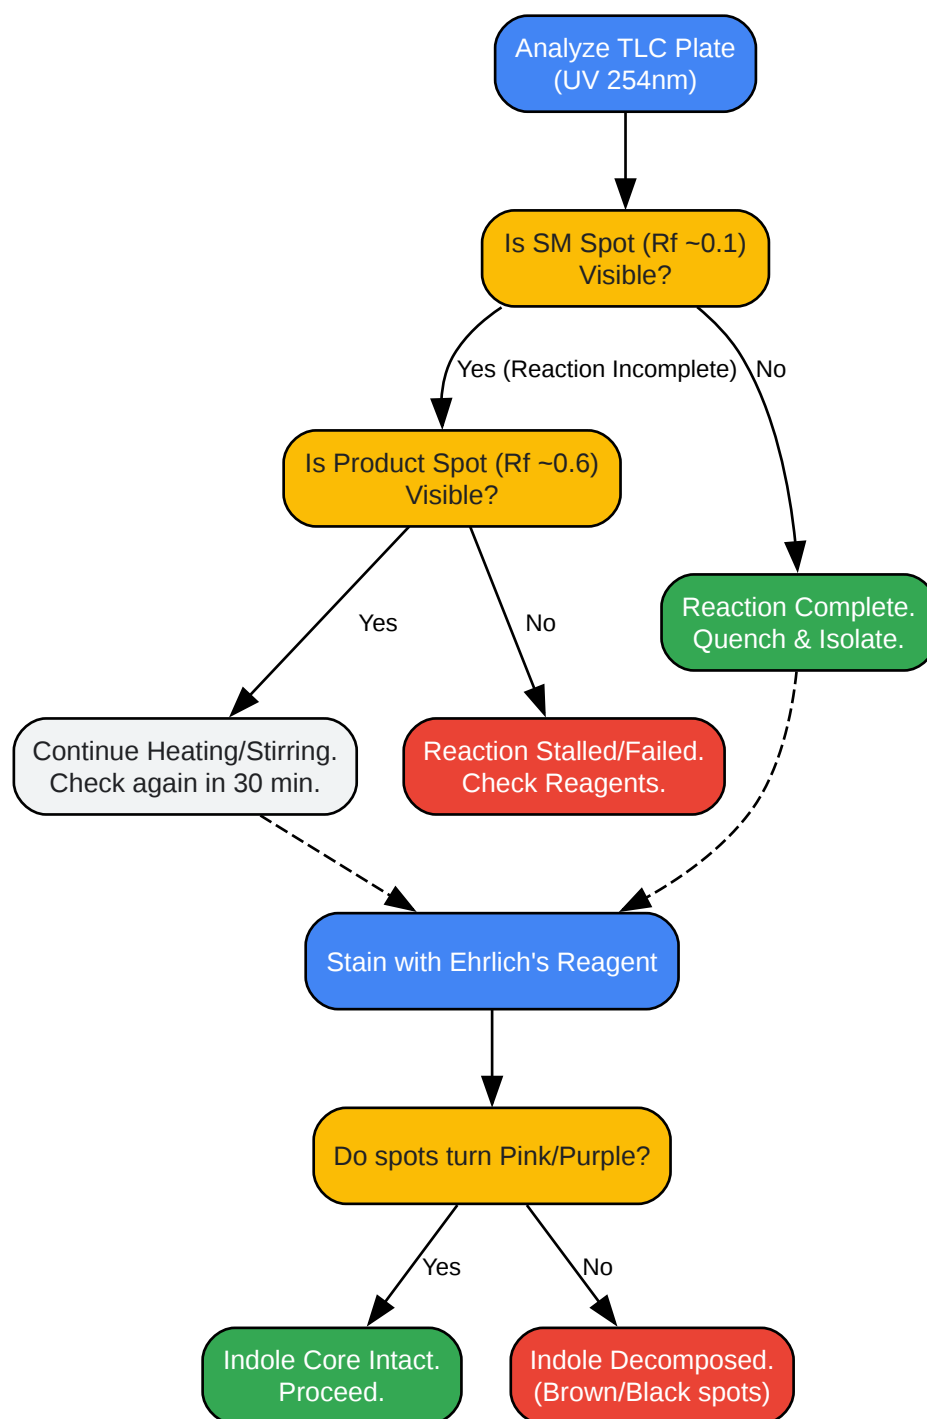 Analyze TLC Plate
(UV 254nm)
Is SM Spot (Rf ~0.1)
Visible?
Yes (Reaction Incomplete)
No
Is Product Spot (Rf ~0.6)
Visible?
Reaction Complete.
Quench & Isolate.
Yes
No
Continue Heating/Stirring.
Check again in 30 min.
Reaction Stalled/Failed.
Check Reagents.
Stain with Ehrlich's Reagent
Do spots turn Pink/Purple?
Yes
No
Indole Core Intact.
Proceed.
Indole Decomposed.
(Brown/Black spots)